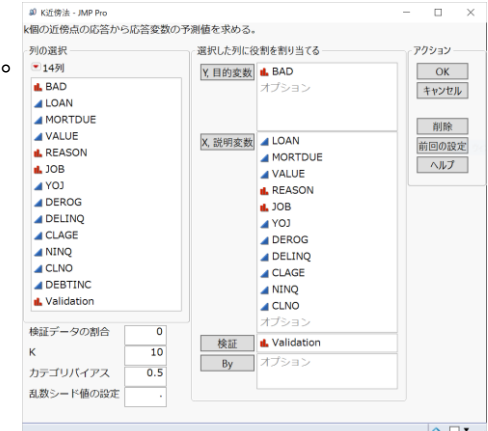 K近傍法 - JMP Pro
k個の近傍点の応答から応答変数の予測値を求める。
列の選択
14列
BAD
LOAN
MORTDUE
VALUE
REASON
JOB
YOJ
DEROG
DELINQ
CLAGE
NINQ
CLNO
DEBTINC
Validation
検証データの割合 0
K 10
カテゴリバイアス 0.5
乱数シード値の設定 .
選択した列に役割を割り当てる
Y, 目的変数 BAD
オプション
X, 説明変数 LOAN
MORTDUE
VALUE
REASON
JOB
YOJ
DEROG
DELINQ
CLAGE
NINQ
CLNO
オプション
検証 Validation
By オプション
アクション
OK
キャンセル
削除
前回の設定
ヘルプ
。